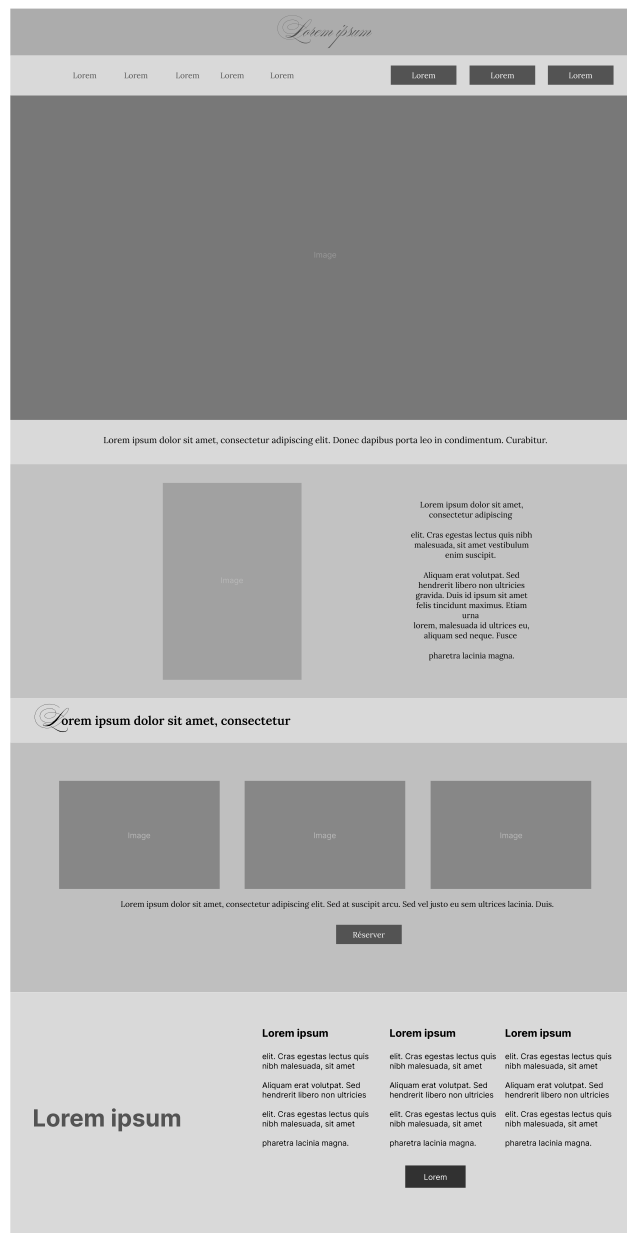 Lorem ipsum
Lorem Lorem Lorem Lorem Lorem Lorem Lorem Lorem
Image
Lorem ipsum dolor sit amet, consectetur adipiscing elit. Donec dapibus porta leo in condimentum. Curabitur.
Image
Lorem ipsum dolor sit amet,
consectetur adipiscing
elit. Cras egestas lectus quis nibh
malesuada, sit amet vestibulum
enim suscipit.
Aliquam erat volutpat. Sed
hendrerit libero non ultricies
gravida. Duis id ipsum sit amet
felis tincidunt maximus. Etiam
urna
lorem, malesuada id ultrices eu,
aliquam sed neque. Fusce
pharetra lacinia magna.
Lorem ipsum dolor sit amet, consectetur
Image Image Image
Lorem ipsum dolor sit amet, consectetur adipiscing elit. Sed at suscipit arcu. Sed vel justo eu sem ultrices lacinia. Duis.
Réserver
Lorem ipsum
Lorem ipsum
elit. Cras egestas lectus quis
nibh malesuada, sit amet
Aliquam erat volutpat. Sed
hendrerit libero non ultricies
elit. Cras egestas lectus quis
nibh malesuada, sit amet
pharetra lacinia magna.
Lorem ipsum
elit. Cras egestas lectus quis
nibh malesuada, sit amet
Aliquam erat volutpat. Sed
hendrerit libero non ultricies
elit. Cras egestas lectus quis
nibh malesuada, sit amet
pharetra lacinia magna.
Lorem ipsum
elit. Cras egestas lectus quis
nibh malesuada, sit amet
Aliquam erat volutpat. Sed
hendrerit libero non ultricies
elit. Cras egestas lectus quis
nibh malesuada, sit amet
pharetra lacinia magna.
Lorem